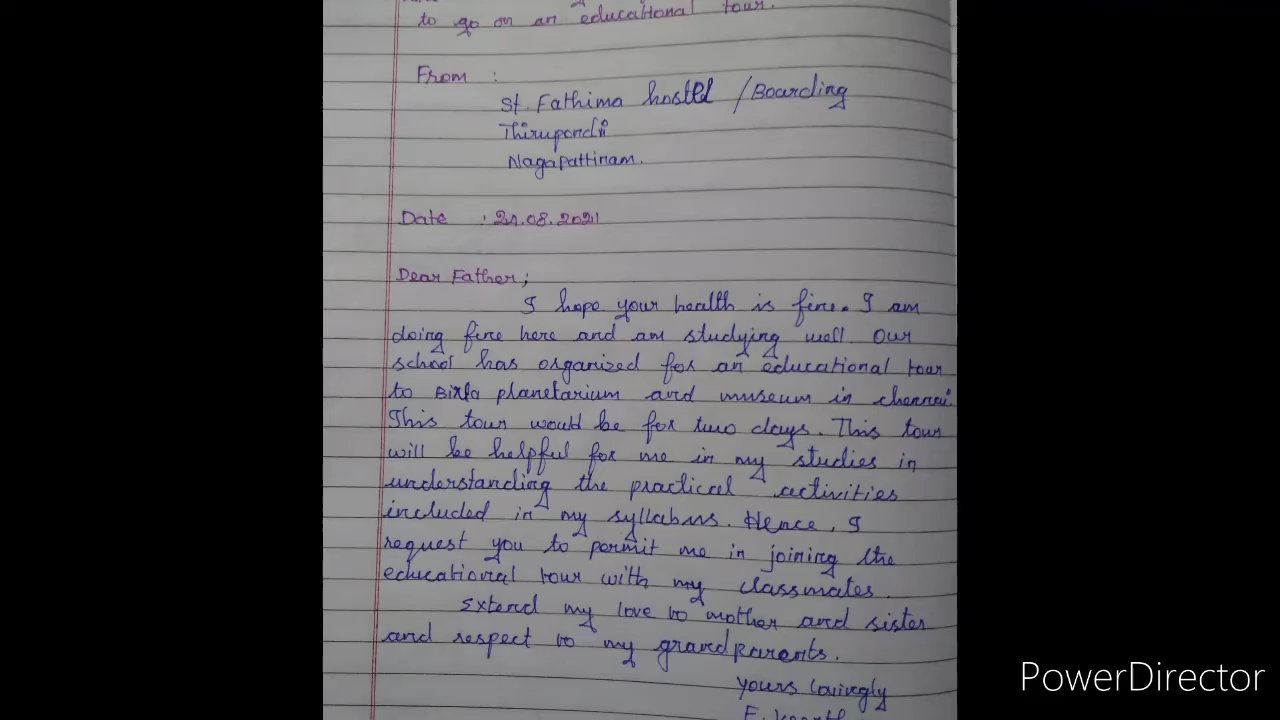 to go on an educational tour.
From :
St. Fathima hostel / Boarding
Thirupondi
Nagapattinam.
Date : 21.08.2021
Dear Father;
I hope your health is fine. I am
doing fine here and am studying well. Our
school has organized for an educational tour
to Birla planetarium and museum in chennai.
This tour would be for two days. This tour
will be helpful for me in my studies in
understanding the practical activities
included in my syllabus. Hence, I
request you to permit me in joining the
educational tour with my classmates.
Extend my love to mother and sister
and respect to my grandparents.
Yours lovingly
PowerDirector